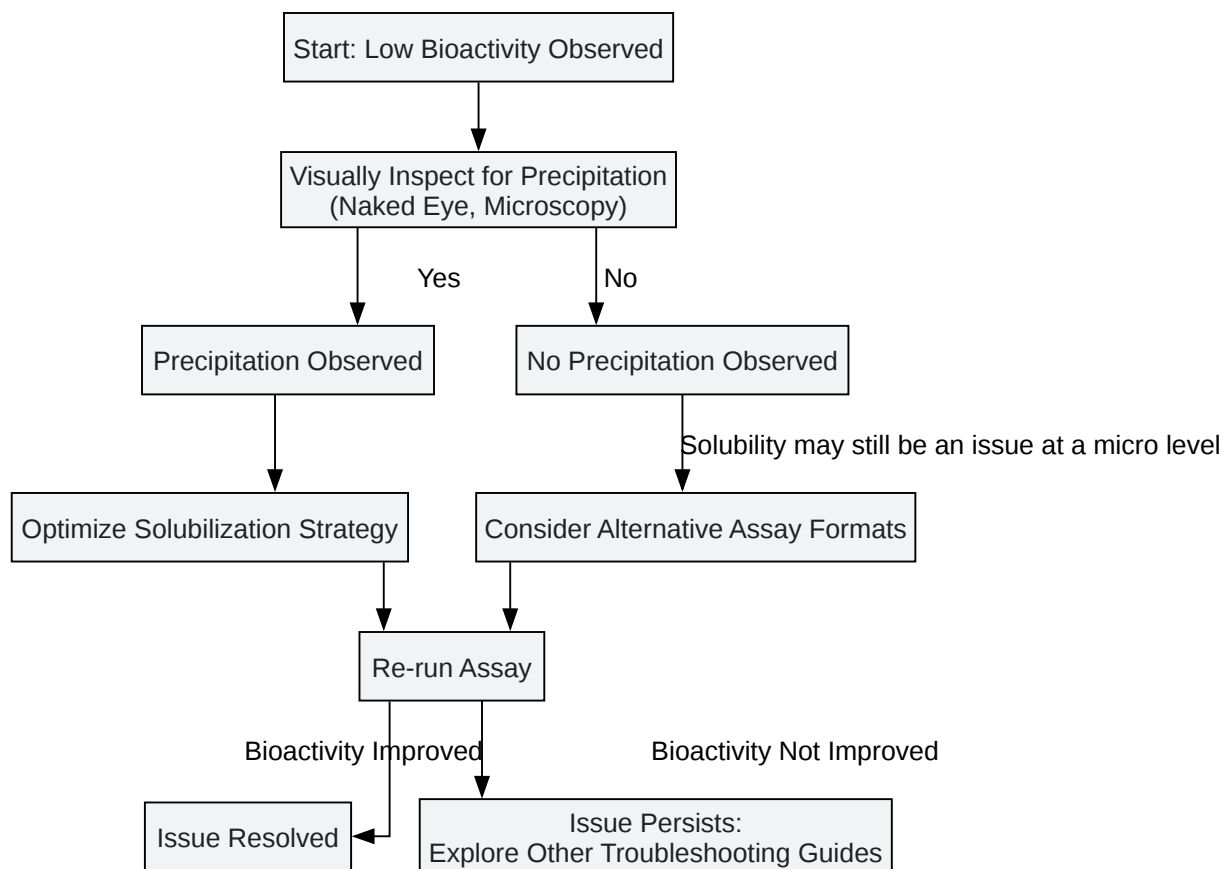 Start: Low Bioactivity Observed
Visually Inspect for Precipitation
(Naked Eye, Microscopy)
Yes
No
Precipitation Observed
No Precipitation Observed
Solubility may still be an issue at a micro level
Optimize Solubilization Strategy
Consider Alternative Assay Formats
Re-run Assay
Bioactivity Improved
Bioactivity Not Improved
Issue Resolved
Issue Persists:
Explore Other Troubleshooting Guides